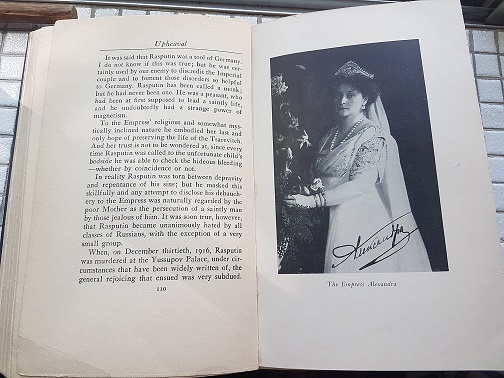 Upheaval
It was said that Rasputin was a tool of Germany.
I do not know if this was true; but he was cer-
tainly used by our enemy to discredit the Imperial
couple and to foment those disorders so helpful
to Germany. Rasputin has been called a monk;
but he had never been one. He was a peasant, who
had been at first supposed to lead a saintly life,
and he undoubtedly had a strange power of
magnetism.
To the Empress' religious and somewhat mys-
tically inclined nature he embodied her last and
only hope of preserving the life of the Tsarevitch.
And her trust is not to be wondered at, since every
time Rasputin was called to the unfortunate child's
bedside he was able to check the hideous bleeding
—whether by coincidence or not.
In reality Rasputin was torn between depravity
and repentance of his sins; but he masked this
skillfully and any attempt to disclose his debauch-
ery to the Empress was naturally regarded by the
poor Mother as the persecution of a saintly man
by those jealous of him. It was soon true, however,
that Rasputin became unanimously hated by all
classes of Russians, with the exception of a very
small group.
When, on December thirtieth, 1916, Rasputin
was murdered at the Yussupov Palace, under cir-
cumstances that have been widely written of, the
general rejoicing that ensued was very subdued.
110
Alexandra
The Empress Alexandra